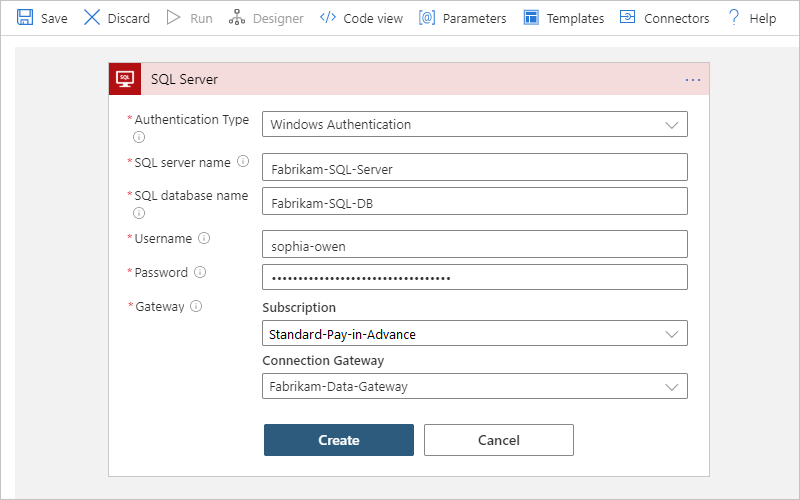 Save Discard Run Designer Code view Parameters Templates Connectors ? Help
SQL SQL Server ...
* Authentication Type Windows Authentication
* SQL server name Fabrikam-SQL-Server
* SQL database name Fabrikam-SQL-DB
* Username sophia-owen
* Password ••••••••••••••••••••••••••••••••••
* Gateway Subscription
Standard-Pay-in-Advance
Connection Gateway
Fabrikam-Data-Gateway
Create Cancel